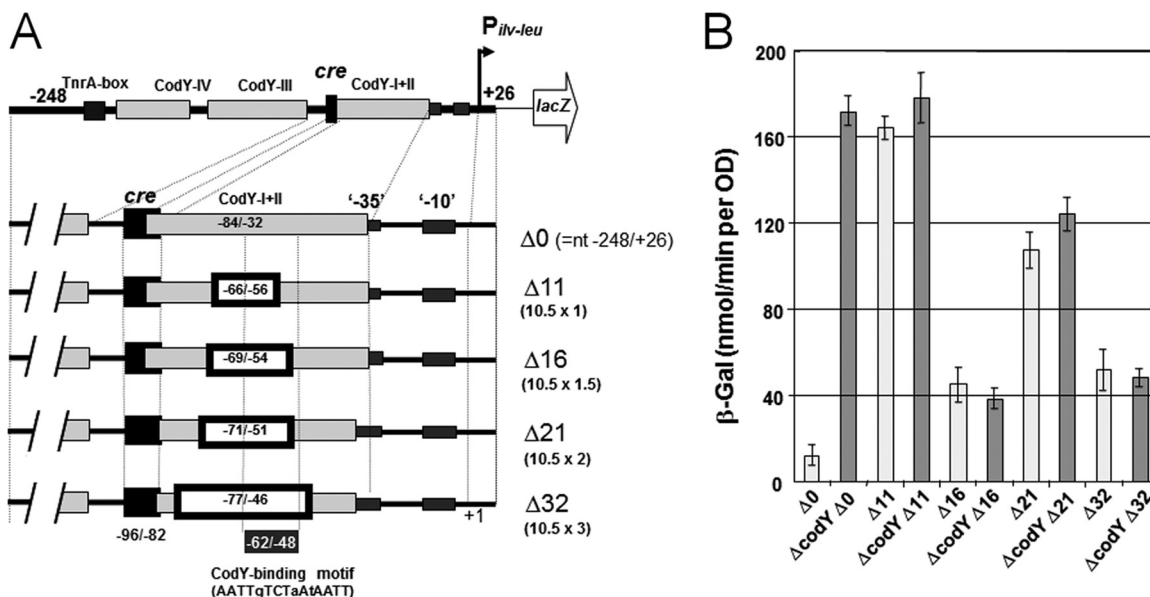 A
P ilv-leu
cre
TnrA-box
CodY-IV
CodY-III
CodY-I+II
-248
+26
lacZ
cre
CodY-I+II
'-35'
'-10'
-84/-32
Δ0 (=nt -248/+26)
-66/-56
Δ11
(10.5 x 1)
-69/-54
Δ16
(10.5 x 1.5)
-71/-51
Δ21
(10.5 x 2)
-77/-46
Δ32
(10.5 x 3)
+1
-96/-82
-62/-48
CodY-binding motif
(AATTgTCTaAtAATT)
B
β-Gal (nmol/min per OD)
200
160
120
80
40
0
Δ0
ΔcodY Δ0
Δ11
ΔcodY Δ11
Δ16
ΔcodY Δ16
Δ21
ΔcodY Δ21
Δ32
ΔcodY Δ32